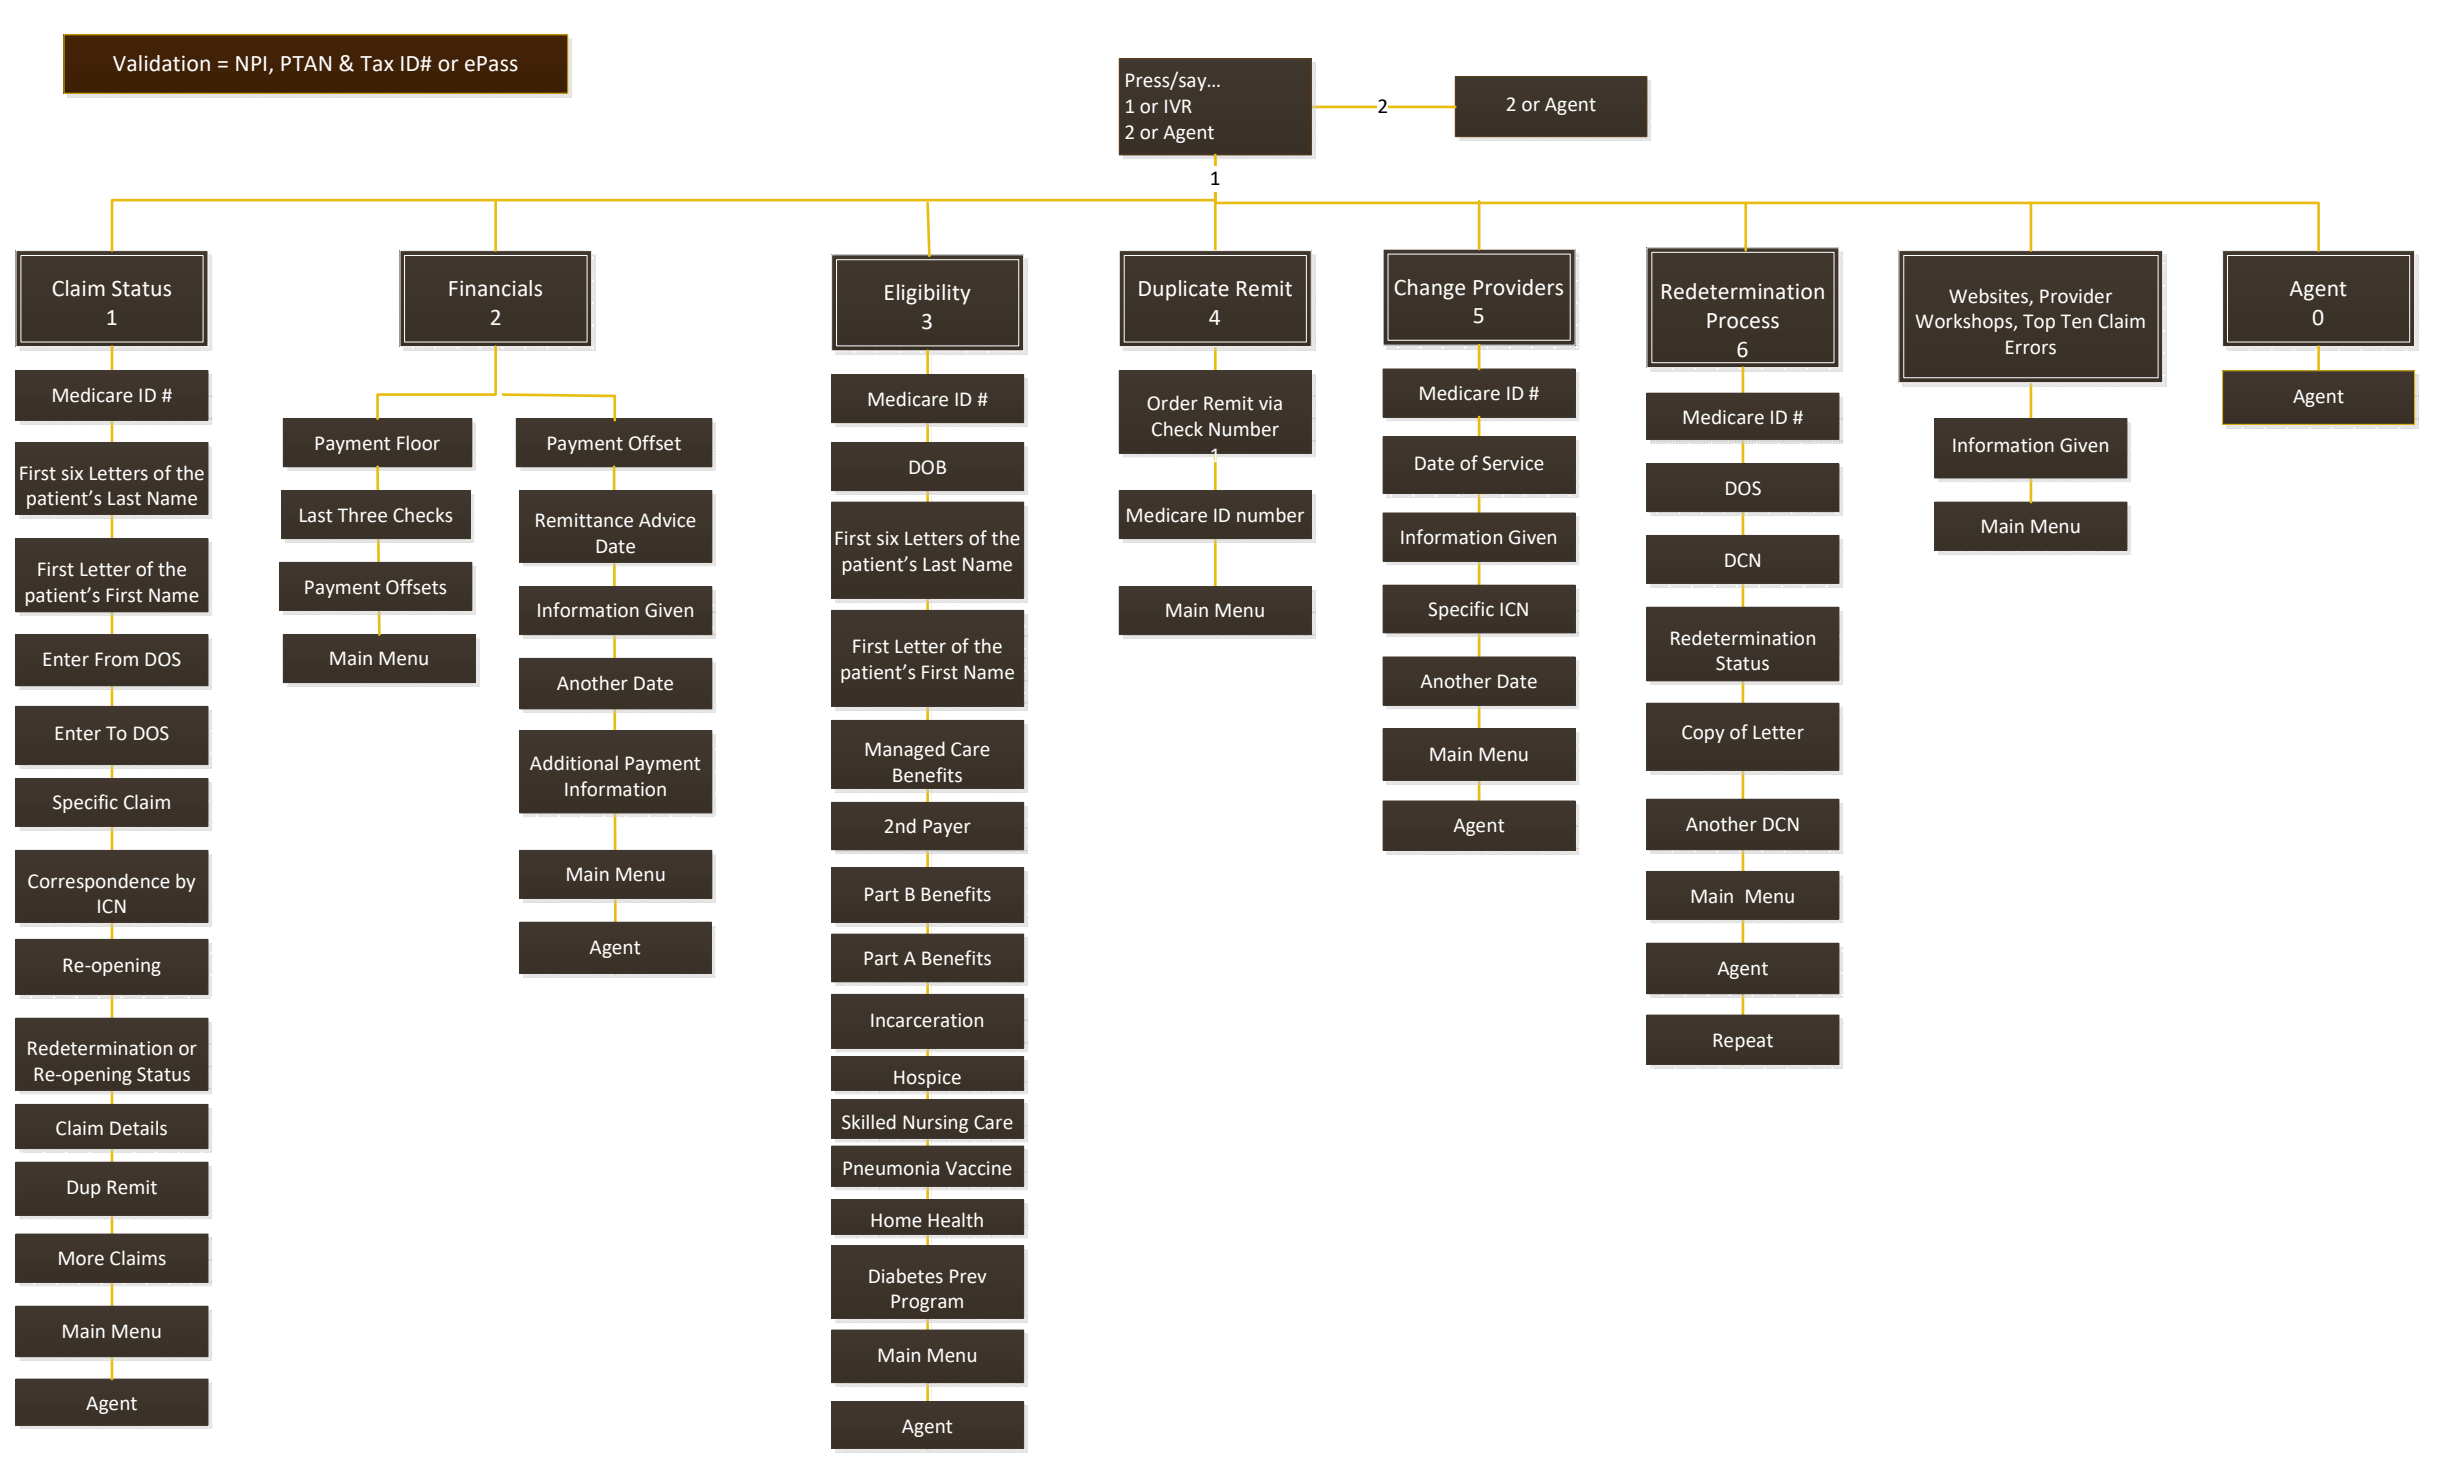 Validation = NPI, PTAN & Tax ID# or ePass
Press/say...
1 or IVR
2 or Agent
2
2 or Agent
1
Claim Status
1
Medicare ID #
First six Letters of the
patient's Last Name
First Letter of the
patient's First Name
Enter From DOS
Enter To DOS
Specific Claim
Correspondence by
ICN
Re-opening
Redetermination or
Re-opening Status
Claim Details
Dup Remit
More Claims
Main Menu
Agent
Financials
2
Payment Floor
Last Three Checks
Payment Offsets
Main Menu
Payment Offset
Remittance Advice
Date
Information Given
Another Date
Additional Payment
Information
Main Menu
Agent
Eligibility
3
Medicare ID #
DOB
First six Letters of the
patient's Last Name
First Letter of the
patient's First Name
Managed Care
Benefits
2nd Payer
Part B Benefits
Part A Benefits
Incarceration
Hospice
Skilled Nursing Care
Pneumonia Vaccine
Home Health
Diabetes Prev
Program
Main Menu
Agent
Duplicate Remit
4
Order Remit via
Check Number
Medicare ID number
Main Menu
Change Providers
5
Medicare ID #
Date of Service
Information Given
Specific ICN
Another Date
Main Menu
Agent
Redetermination
Process
6
Medicare ID #
DOS
DCN
Redetermination
Status
Copy of Letter
Another DCN
Main  Menu
Agent
Repeat
Websites, Provider
Workshops, Top Ten Claim
Errors
Information Given
Main Menu
Agent
0
Agent